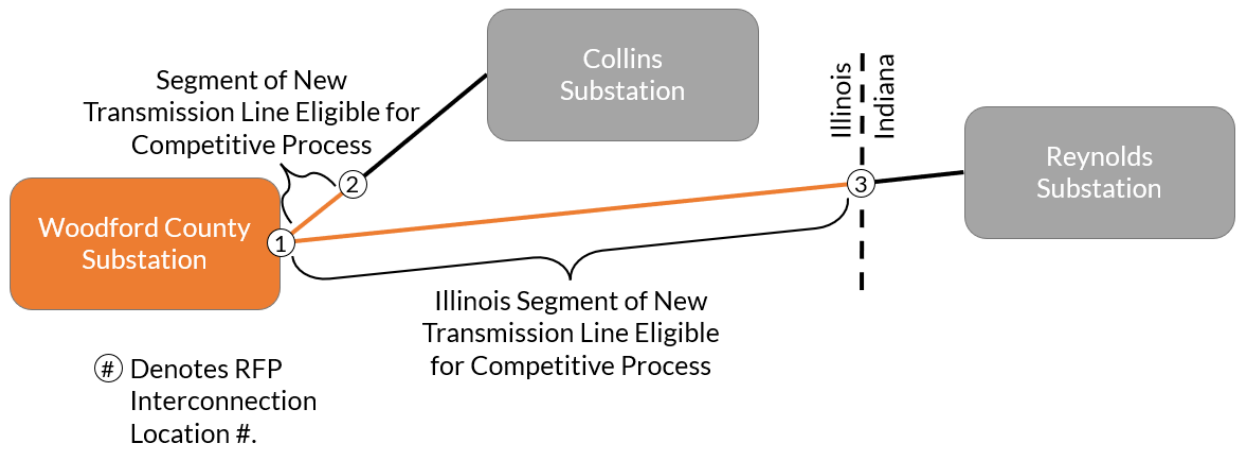 Collins
Substation
Segment of New
Transmission Line Eligible for
Competitive Process
Illinois
Indiana
Reynolds
Substation
2
3
Woodford County
Substation
1
Illinois Segment of New
Transmission Line Eligible
for Competitive Process
# Denotes RFP
Interconnection
Location #.